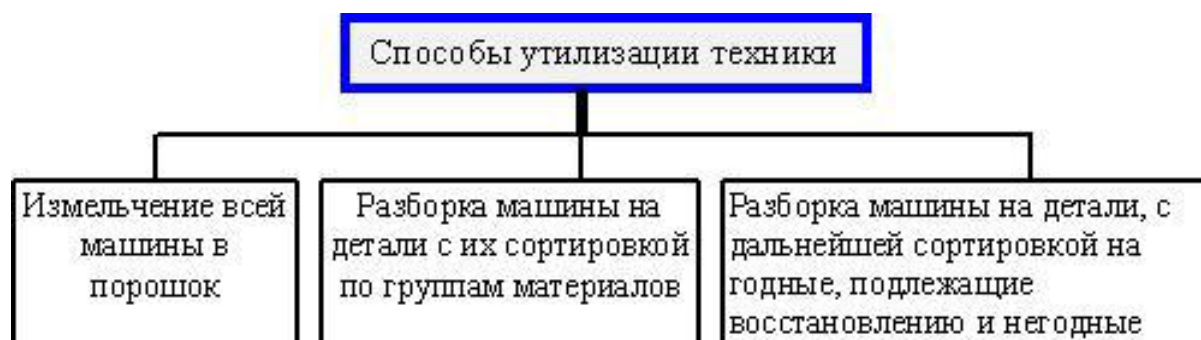 Способы утилизации техники
Измельчение всей
машины в
порошок
Разборка машины на
детали с их сортировкой
по группам материалов
Разборка машины на детали, с
дальнейшей сортировкой на
годные, подлежащие
восстановлению и негодные